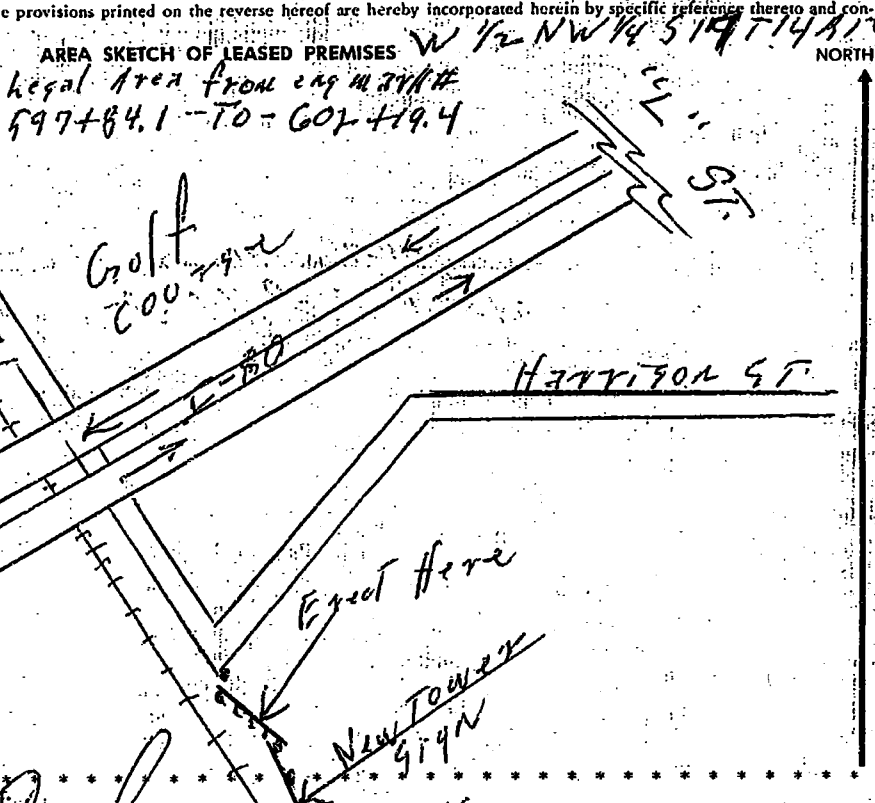 e provisions printed on the reverse hereof are hereby incorporated herein by specific reference thereto and con-
AREA SKETCH OF LEASED PREMISES W 1/2 NW 1/4
NORTH
Legal Area from eng
597+84.1 - TO - 602+19.4
"L" ST.
Golf
Course
I-80
Harrison ST.
Erect Here
New Tower
Sign